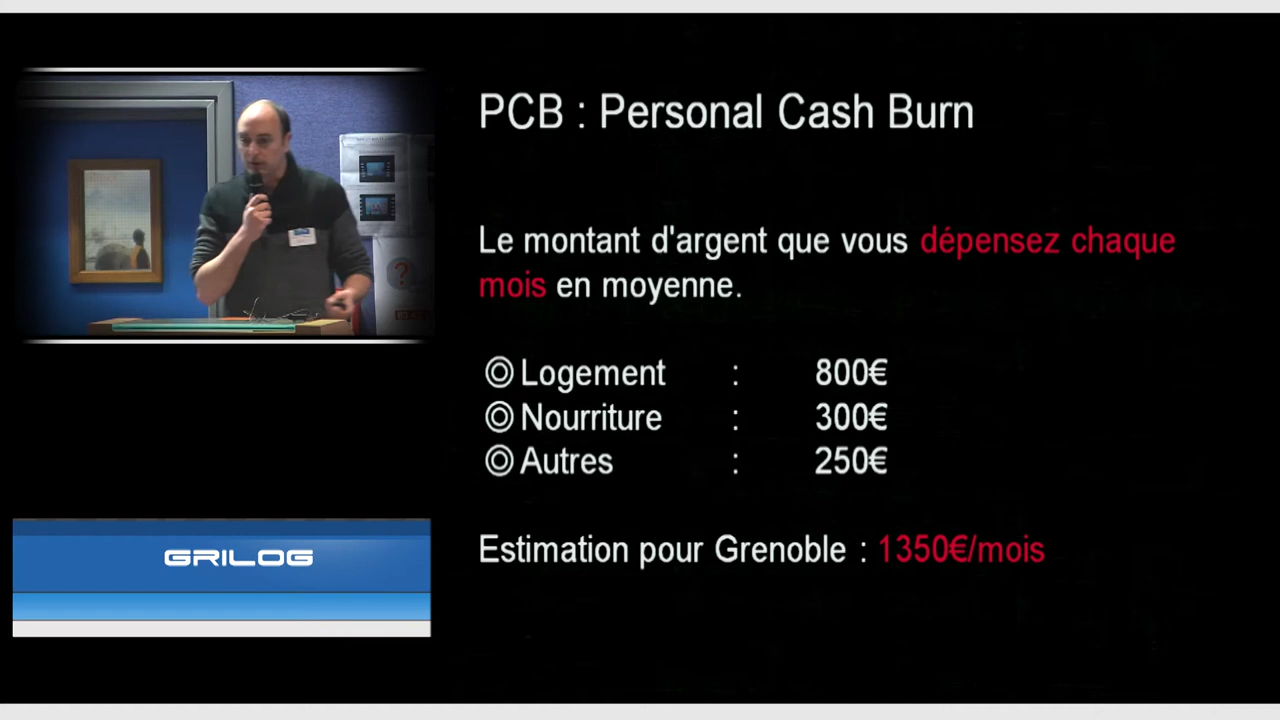 PCB : Personal Cash Burn
Le montant d'argent que vous dépensez chaque
mois en moyenne.
Logement : 800€
Nourriture : 300€
Autres : 250€
Estimation pour Grenoble : 1350€/mois
GRILOG
?